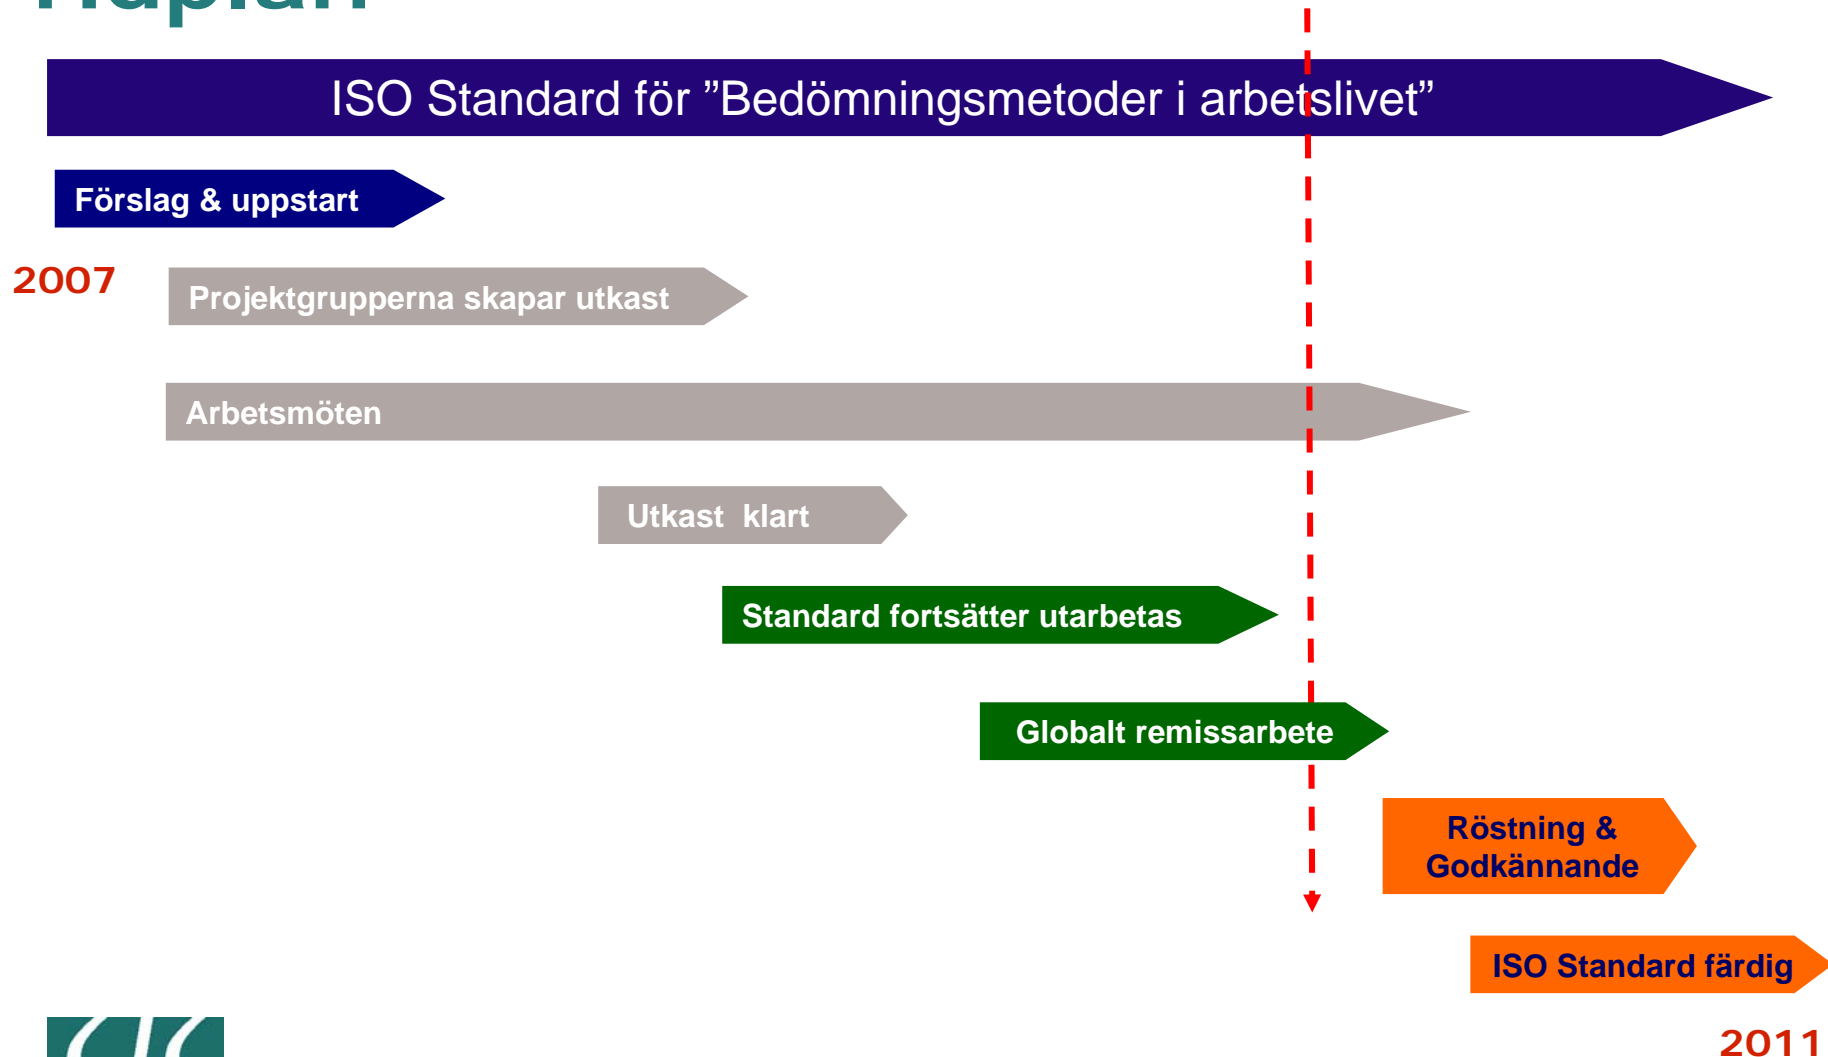 Tidplan
ISO Standard för ”Bedömningsmetoder i arbetslivet”
Förslag & uppstart
2007
Projektgrupperna skapar utkast
Arbetsmöten
Utkast klart
Standard fortsätter utarbetas
Globalt remissarbete
Röstning &
Godkännande
ISO Standard färdig
2011